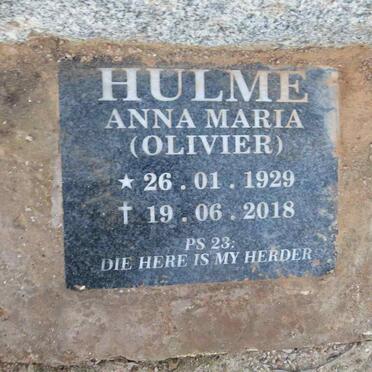 HULME
ANNA MARIA
(OLIVIER)
★ 26 . 01 . 1929
✝ 19 . 06 . 2018
PS 23:
DIE HERE IS MY HERDER